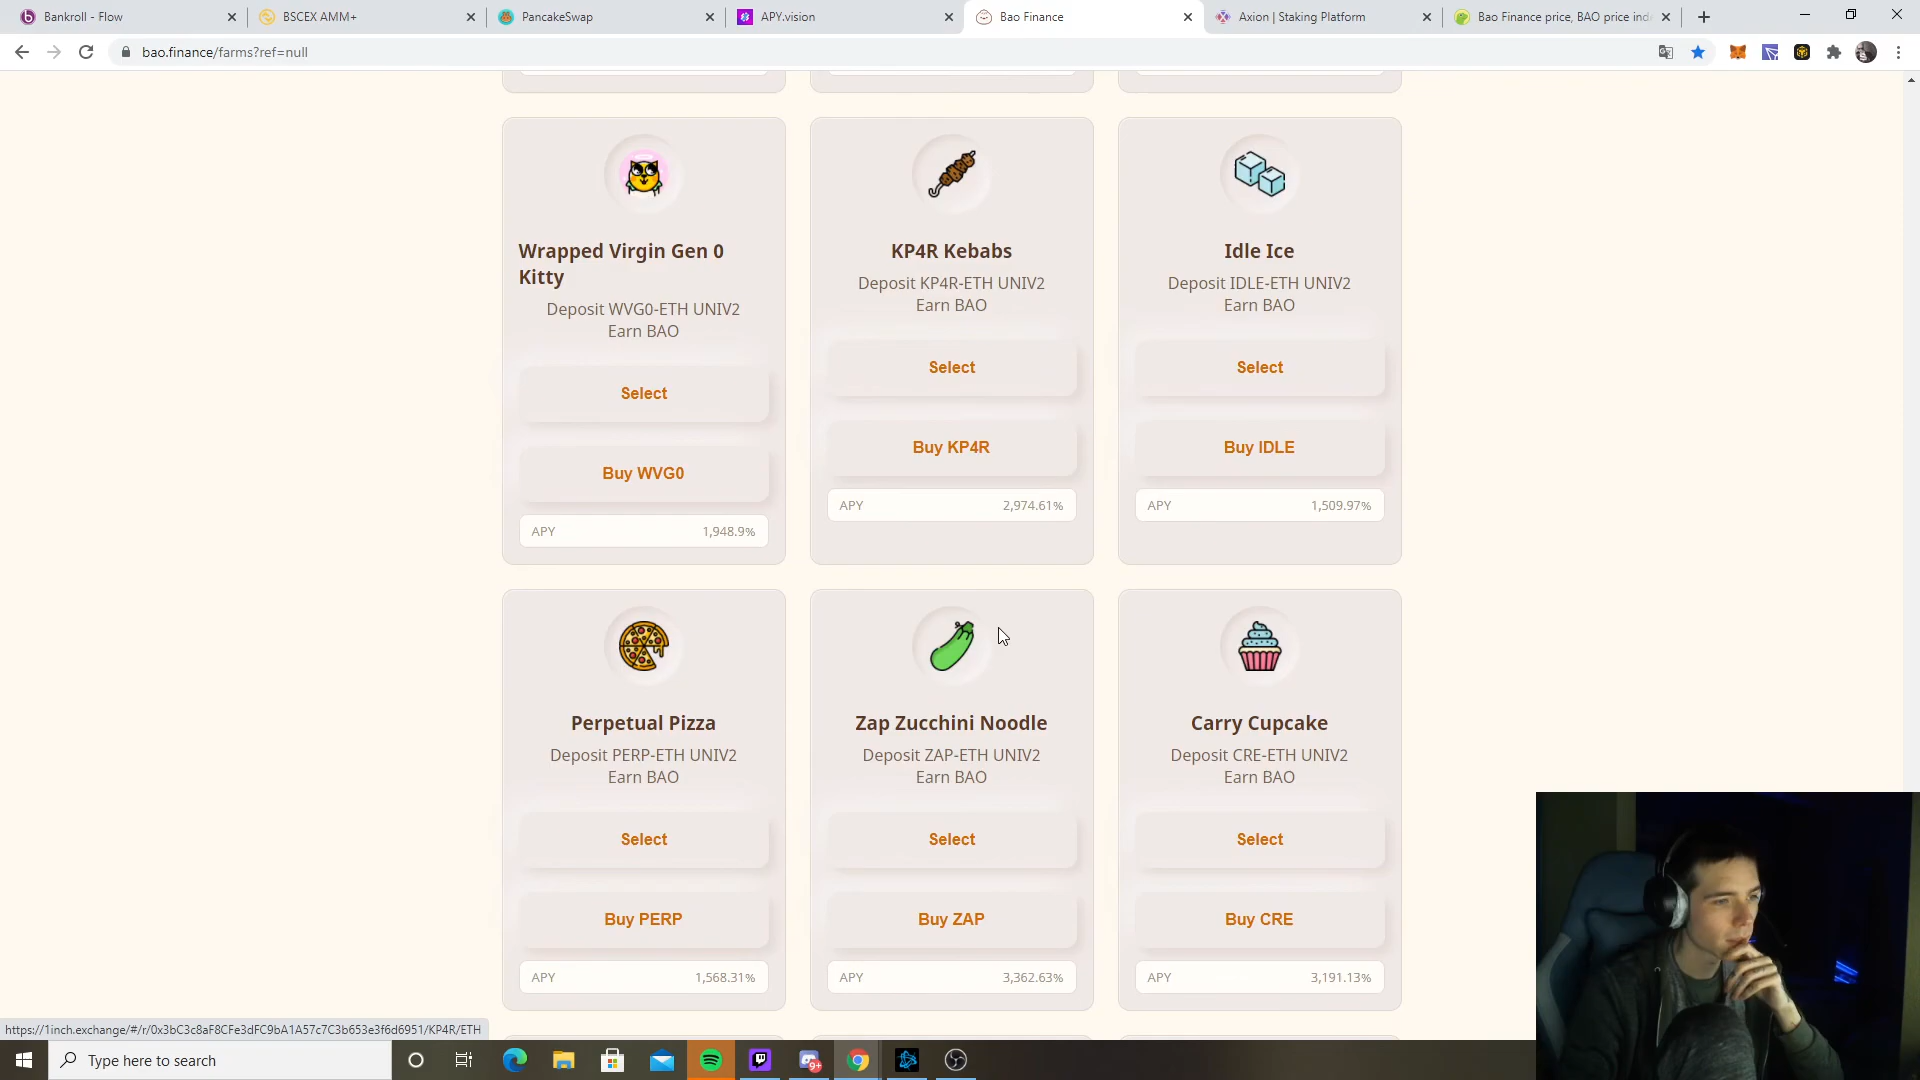 Bankroll - Flow
BSCEX AMM+
PancakeSwap
APY.vision
Bao Finance
Axion | Staking Platform
Bao Finance price, BAO price ind
bao.finance/farms?ref=null
Wrapped Virgin Gen 0
Kitty
Deposit WVG0-ETH UNIV2
Earn BAO
Select
Buy WVG0
APY 1,948.9%
KP4R Kebabs
Deposit KP4R-ETH UNIV2
Earn BAO
Select
Buy KP4R
APY 2,974.61%
Idle Ice
Deposit IDLE-ETH UNIV2
Earn BAO
Select
Buy IDLE
APY 1,509.97%
Perpetual Pizza
Deposit PERP-ETH UNIV2
Earn BAO
Select
Buy PERP
APY 1,568.31%
Zap Zucchini Noodle
Deposit ZAP-ETH UNIV2
Earn BAO
Select
Buy ZAP
APY 3,362.63%
Carry Cupcake
Deposit CRE-ETH UNIV2
Earn BAO
Select
Buy CRE
APY 3,191.13%
https://1inch.exchange/#/r/0x3bC3c8aF8CFe3dFC9bA1A57c7C3b653e3f6d6951/KP4R/ETH
Type here to search
9+